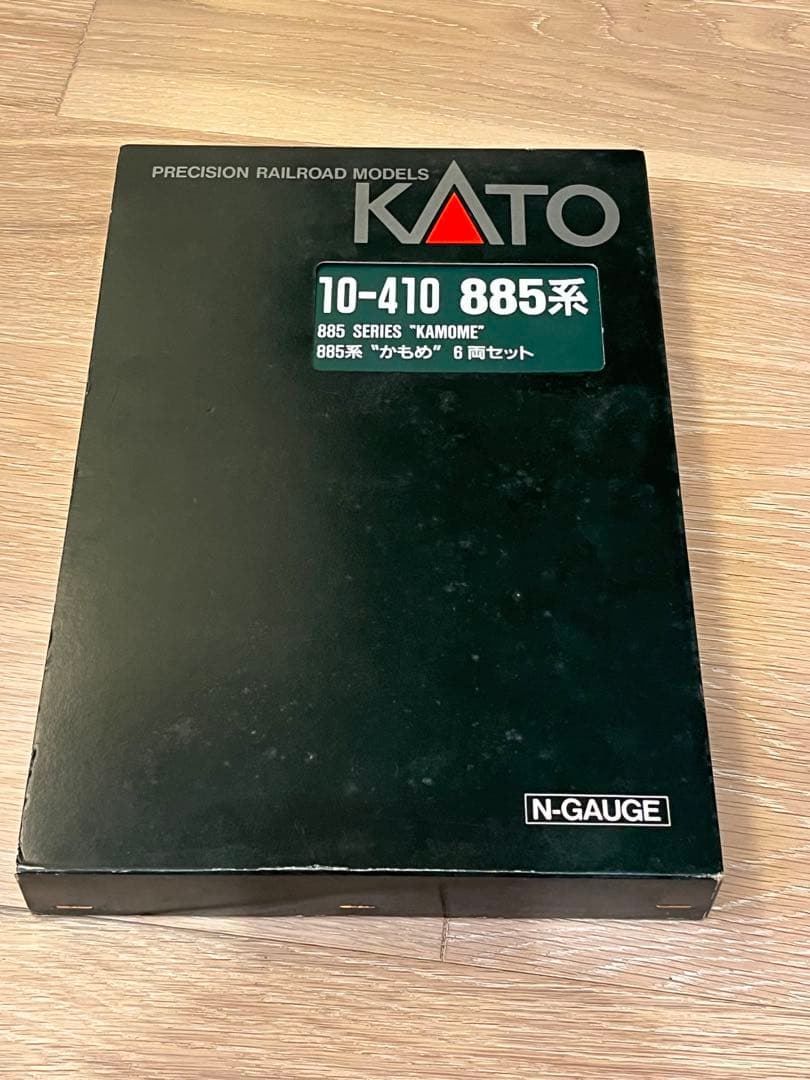 PRECISION RAILROAD MODELS
KATO
10-410 885系
885 SERIES "KAMOME"
885系 "かもめ" 6両セット
N-GAUGE